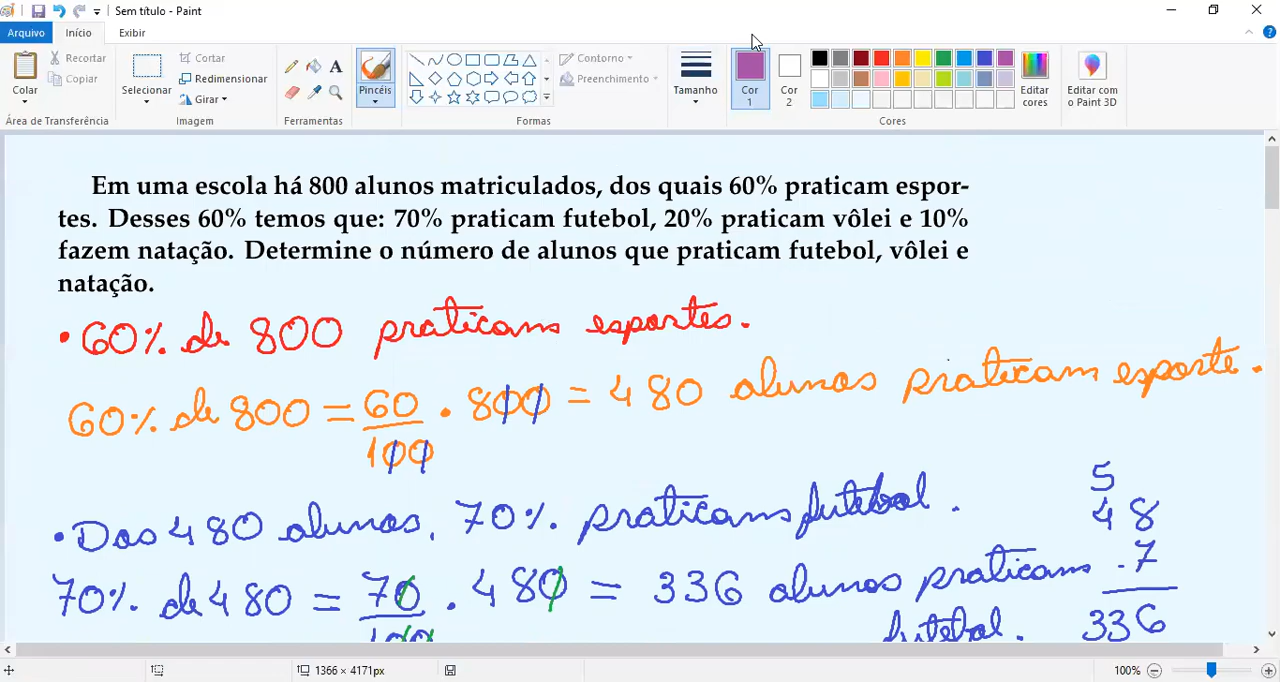 Sem título - Paint
Arquivo Início Exibir
Colar
Recortar
Copiar
Área de Transferência
Selecionar
Cortar
Redimensionar
Girar
Imagem
A
Ferramentas
Pincéis
Contorno
Preenchimento
Formas
Tamanho
Cor
1
Cor
2
Editar
cores
Cores
Editar com
o Paint 3D
Em uma escola há 800 alunos matriculados, dos quais 60% praticam espor-
tes. Desses 60% temos que: 70% praticam futebol, 20% praticam vôlei e 10%
fazem natação. Determine o número de alunos que praticam futebol, vôlei e
natação.
• 60% de 800 praticam esportes.
60% de 800 = 60/100 . 800 = 480 alunos praticam esporte.
• Dos 480 alunos, 70% praticam futebol.
70% de 480 = 70/100 . 480 = 336 alunos praticam
futebol.
5
48
.7
336
1366 × 4171px
100%